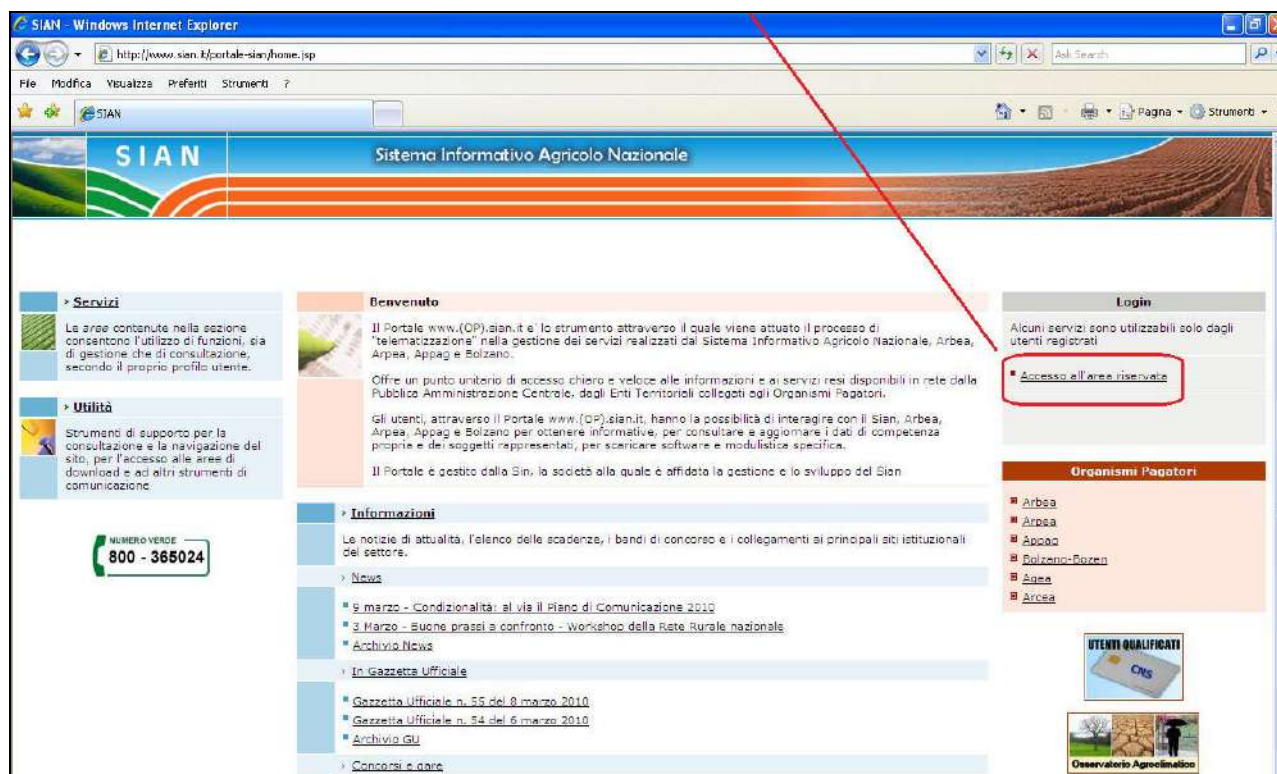 SIAN - Windows Internet Explorer
http://www.sian.it/portale-sian/home.jsp
Ask Search
File Modifica Visualizza Preferiti Strumenti ?
SIAN
Pagina
Strumenti
SIAN
Sistema Informativo Agricolo Nazionale
Servizi
Le aree contenute nella sezione
consentono l'utilizzo di funzioni, sia
di gestione che di consultazione,
secondo il proprio profilo utente.
Utilità
Strumenti di supporto per la
consultazione e la navigazione del
sito, per l'accesso alle aree di
download e ad altri strumenti di
comunicazione
NUMERO VERDE
800 - 365024
Benvenuto
Il Portale www.(OP).sian.it e' lo strumento attraverso il quale viene attuato il processo di
"telematizzazione" nella gestione dei servizi realizzati dal Sistema Informativo Agricolo Nazionale, Arbea,
Arpea, Appag e Bolzano.
Offre un punto unitario di accesso chiaro e veloce alle informazioni e ai servizi resi disponibili in rete dalla
Pubblica Amministrazione Centrale, dagli Enti Territoriali collegati agli Organismi Pagatori.
Gli utenti, attraverso il Portale www.(OP).sian.it, hanno la possibilità di interagire con il Sian, Arbea,
Arpea, Appag e Bolzano per ottenere informative, per consultare e aggiornare i dati di competenza
propria e dei soggetti rappresentati, per scaricare software e modulistica specifica.
Il Portale è gestito dalla Sin, la società alla quale è affidata la gestione e lo sviluppo del Sian
Informazioni
Le notizie di attualità, l'elenco delle scadenze, i bandi di concorso e i collegamenti ai principali siti istituzionali
del settore.
News
9 marzo - Condizionalità: al via il Piano di Comunicazione 2010
3 Marzo - Buone prassi a confronto - Workshop della Rete Rurale nazionale
Archivio News
In Gazzetta Ufficiale
Gazzetta Ufficiale n. 55 del 8 marzo 2010
Gazzetta Ufficiale n. 54 del 6 marzo 2010
Archivio GU
Concorsi e gare
Login
Alcuni servizi sono utilizzabili solo dagli
utenti registrati
Accesso all'area riservata
Organismi Pagatori
Arbea
Arpea
Appag
Bolzano-Bozen
Agea
Arcea
UTENTI QUALIFICATI
CNS
Osservatorio Agroclimatico